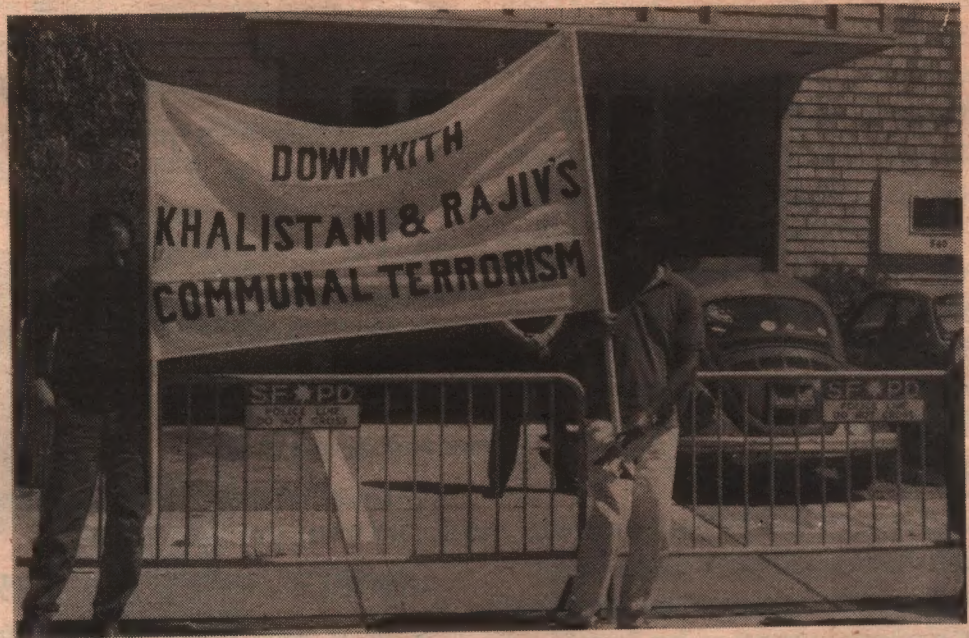 DOWN WITH
KHALISTANI & RAJIV'S
COMMUNAL TERRORISM
SF PD
POLICE LINE
DO NOT CROSS
SF PD
POLICE LINE
DO NOT CROSS